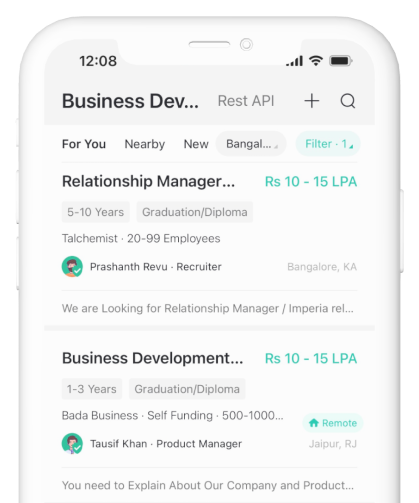 12:08
Business Dev... Rest API
For You Nearby New Bangal... Filter · 1
Relationship Manager... Rs 10 - 15 LPA
5-10 Years Graduation/Diploma
Talchemist · 20-99 Employees
Prashanth Revu · Recruiter Bangalore, KA
We are Looking for Relationship Manager / Imperia rel...
Business Development... Rs 10 - 15 LPA
1-3 Years Graduation/Diploma
Bada Business · Self Funding · 500-1000...
Remote
Tausif Khan · Product Manager Jaipur, RJ
You need to Explain About Our Company and Product...